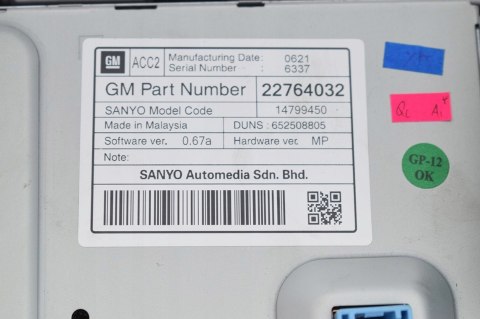 GM ACC2 Manufacturing Date: 0621
Serial Number : 6337
GM Part Number 22764032
SANYO Model Code 14799450
Made in Malaysia DUNS : 652508805
Software ver. 0.67a Hardware ver. MP
Note:
SANYO Automedia Sdn. Bhd.
GP-12
OK